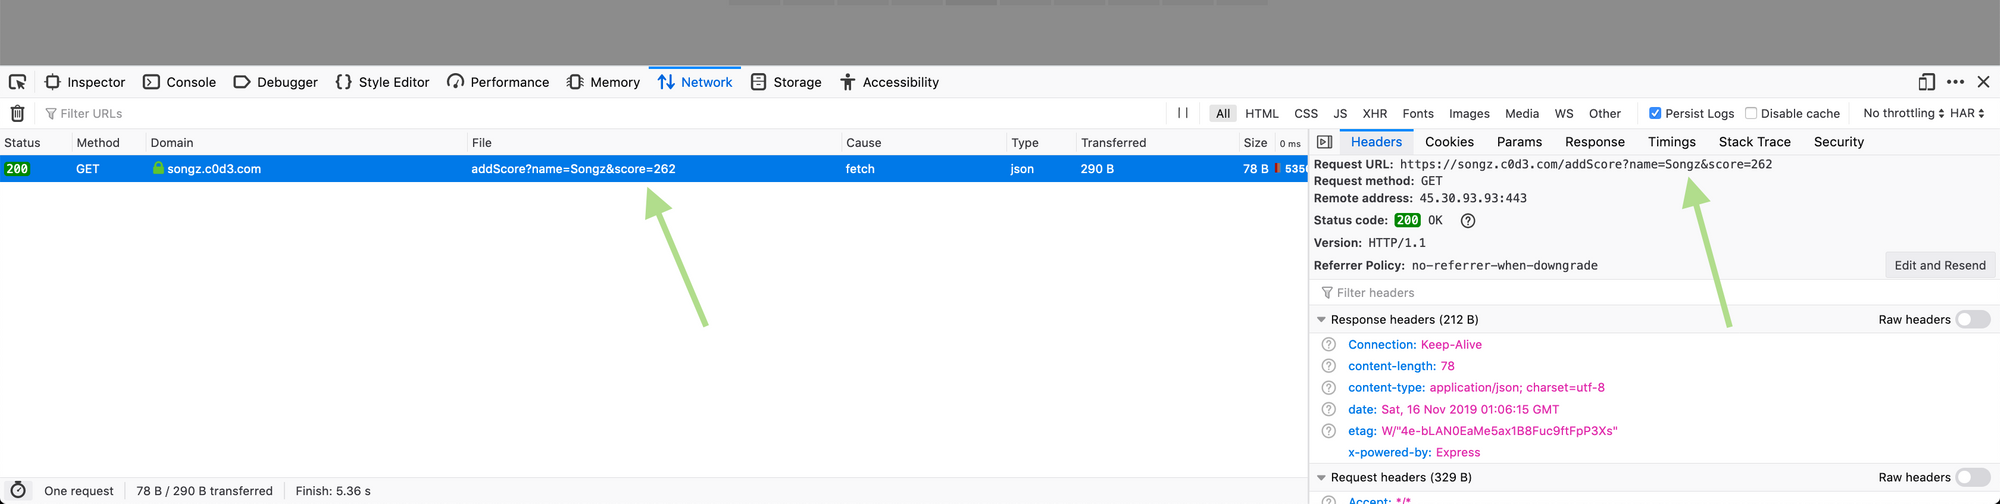 Inspector Console Debugger Style Editor Performance Memory Network Storage Accessibility
Filter URLs All HTML CSS JS XHR Fonts Images Media WS Other Persist Logs Disable cache No throttling HAR
Status Method Domain File Cause Type Transferred Size 0 ms
200 GET songz.c0d3.com addScore?name=Songz&score=262 fetch json 290 B 78 B
Headers Cookies Params Response Timings Stack Trace Security
Request URL: https://songz.c0d3.com/addScore?name=Songz&score=262
Request method: GET
Remote address: 45.30.93.93:443
Status code: 200 OK
Version: HTTP/1.1
Referrer Policy: no-referrer-when-downgrade
Edit and Resend
Filter headers
Response headers (212 B) Raw headers
Connection: Keep-Alive
content-length: 78
content-type: application/json; charset=utf-8
date: Sat, 16 Nov 2019 01:06:15 GMT
etag: W/"4e-bLAN0EaMe5ax1B8Fuc9ftFpP3Xs"
x-powered-by: Express
Request headers (329 B) Raw headers
Accept: */*
One request 78 B / 290 B transferred Finish: 5.36 s